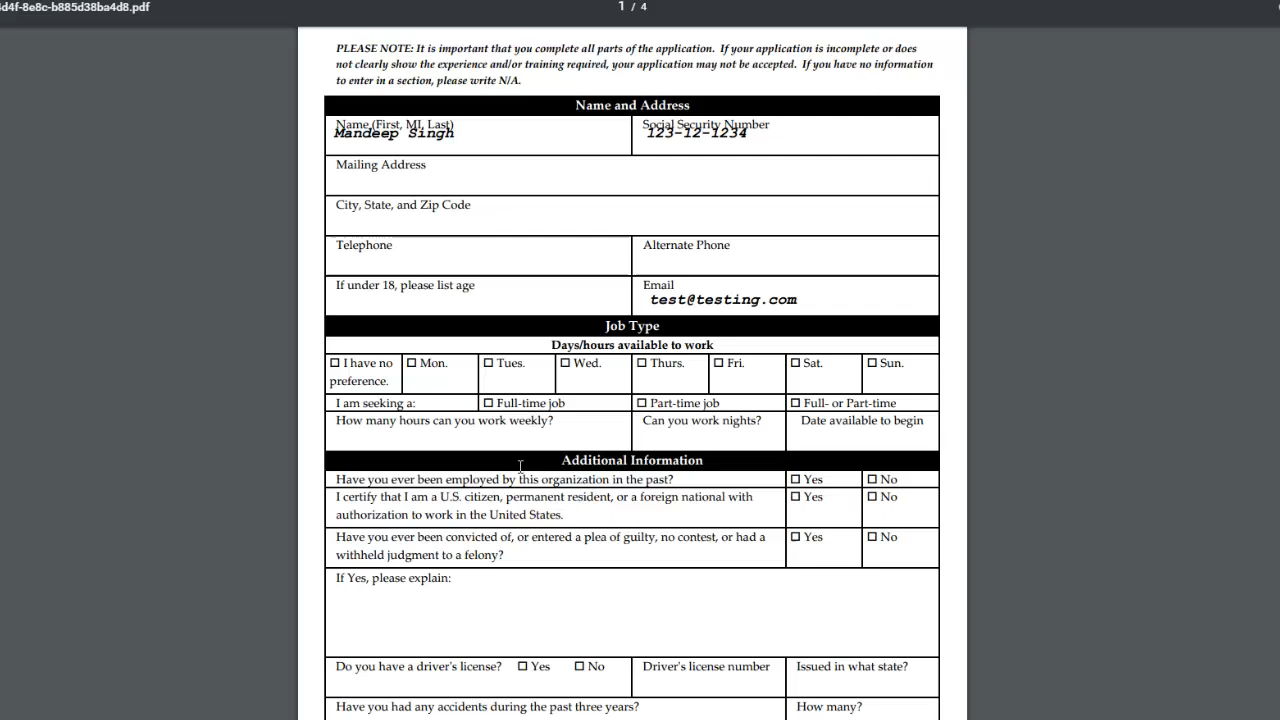 4d4f-8e8c-b885d38ba4d8.pdf
1 / 4
PLEASE NOTE: It is important that you complete all parts of the application. If your application is incomplete or does
not clearly show the experience and/or training required, your application may not be accepted. If you have no information
to enter in a section, please write N/A.
Name and Address
Name (First, MI, Last) Social Security Number
Mandeep Singh 123-12-1234
Mailing Address
City, State, and Zip Code
Telephone Alternate Phone
If under 18, please list age Email
test@testing.com
Job Type
Days/hours available to work
☐ I have no ☐ Mon. ☐ Tues. ☐ Wed. ☐ Thurs. ☐ Fri. ☐ Sat. ☐ Sun.
preference.
I am seeking a: ☐ Full-time job ☐ Part-time job ☐ Full- or Part-time
How many hours can you work weekly? Can you work nights? Date available to begin
Additional Information
Have you ever been employed by this organization in the past? ☐ Yes ☐ No
I certify that I am a U.S. citizen, permanent resident, or a foreign national with ☐ Yes ☐ No
authorization to work in the United States.
Have you ever been convicted of, or entered a plea of guilty, no contest, or had a ☐ Yes ☐ No
withheld judgment to a felony?
If Yes, please explain:
Do you have a driver's license? ☐ Yes ☐ No Driver's license number Issued in what state?
Have you had any accidents during the past three years? How many?